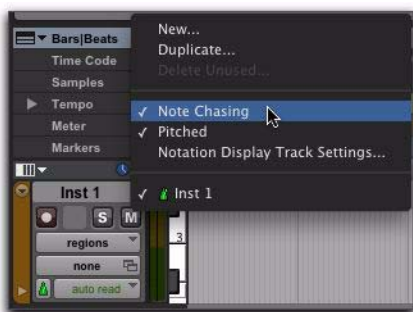 Bars|Beats
Time Code
Samples
Tempo
Meter
Markers
New...
Duplicate...
Delete Unused...
Note Chasing
Pitched
Notation Display Track Settings...
Inst 1
Inst 1
S M
regions
none
auto read
3